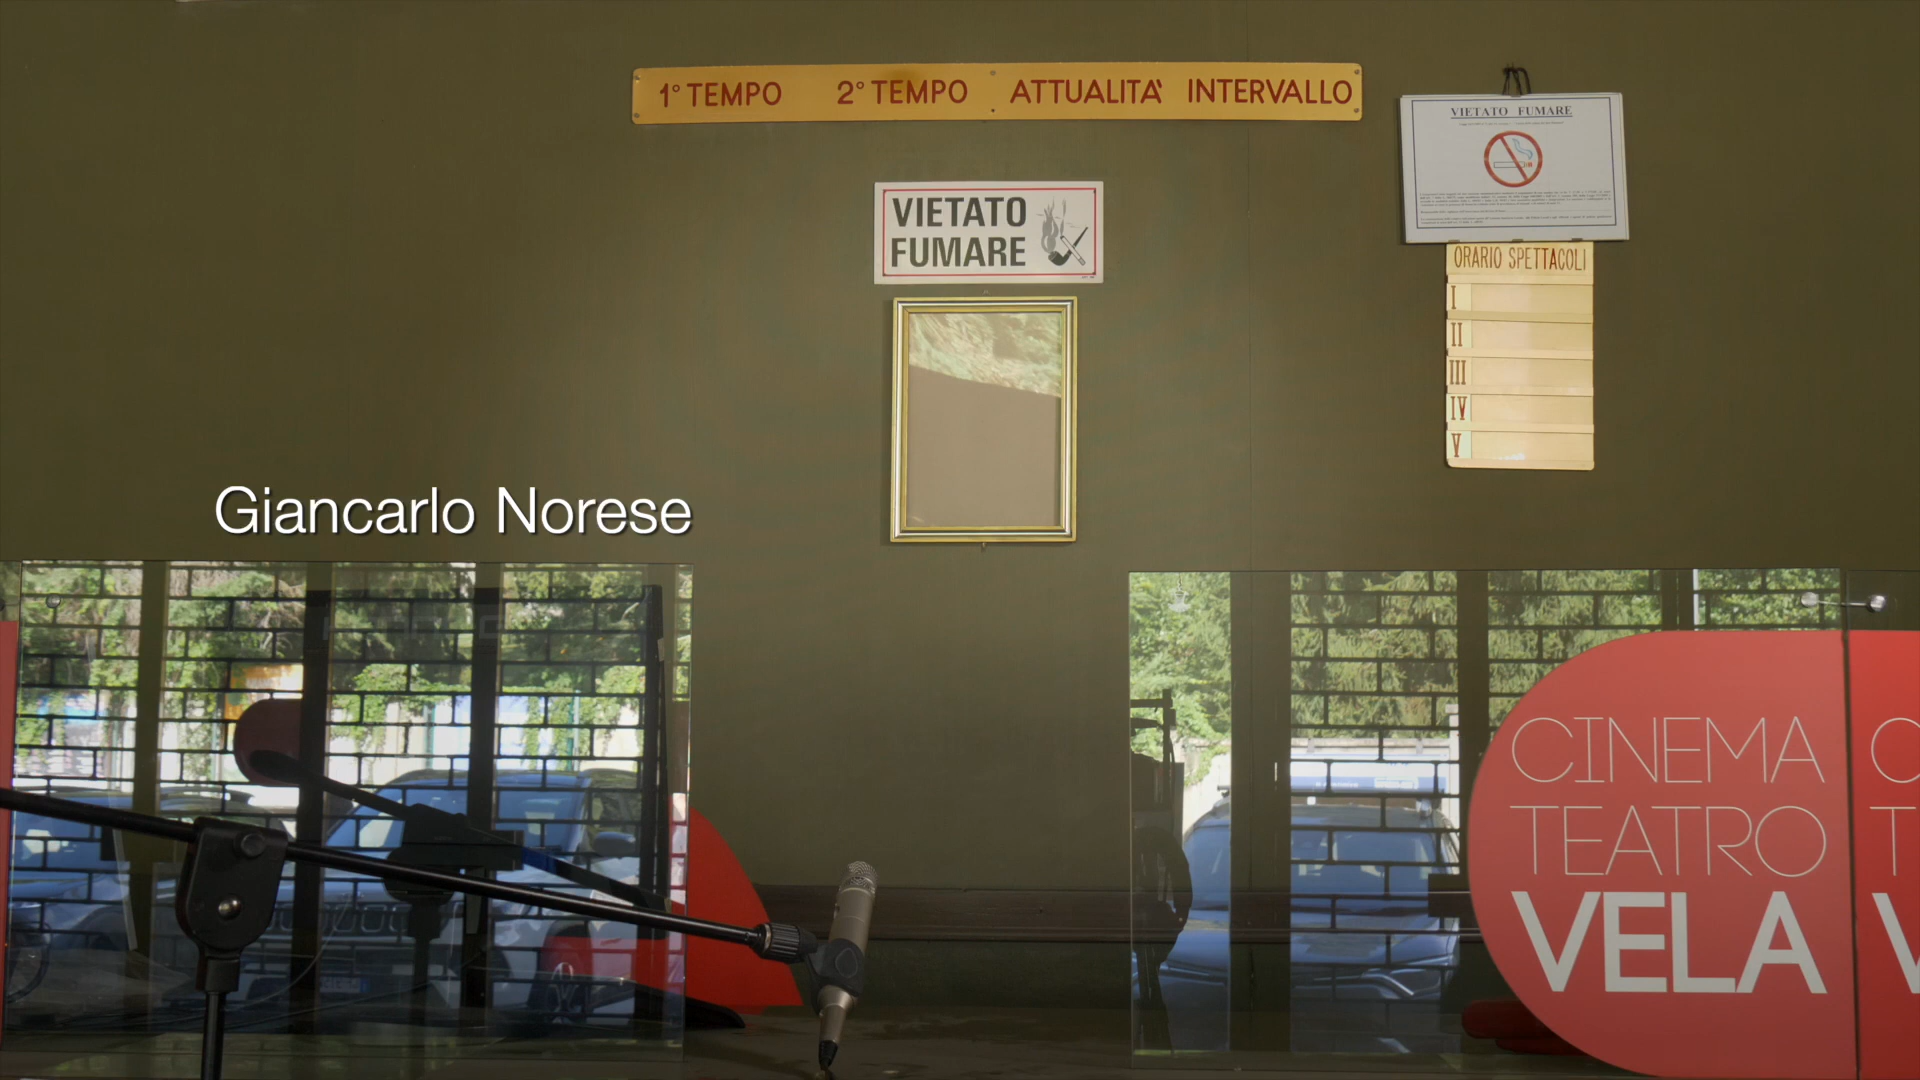 1° TEMPO 2° TEMPO ATTUALITA' INTERVALLO
VIETATO FUMARE
VIETATO
FUMARE
ORARIO SPETTACOLI
I
II
III
IV
V
Giancarlo Norese
CINEMA
TEATRO
VELA
C
T
V